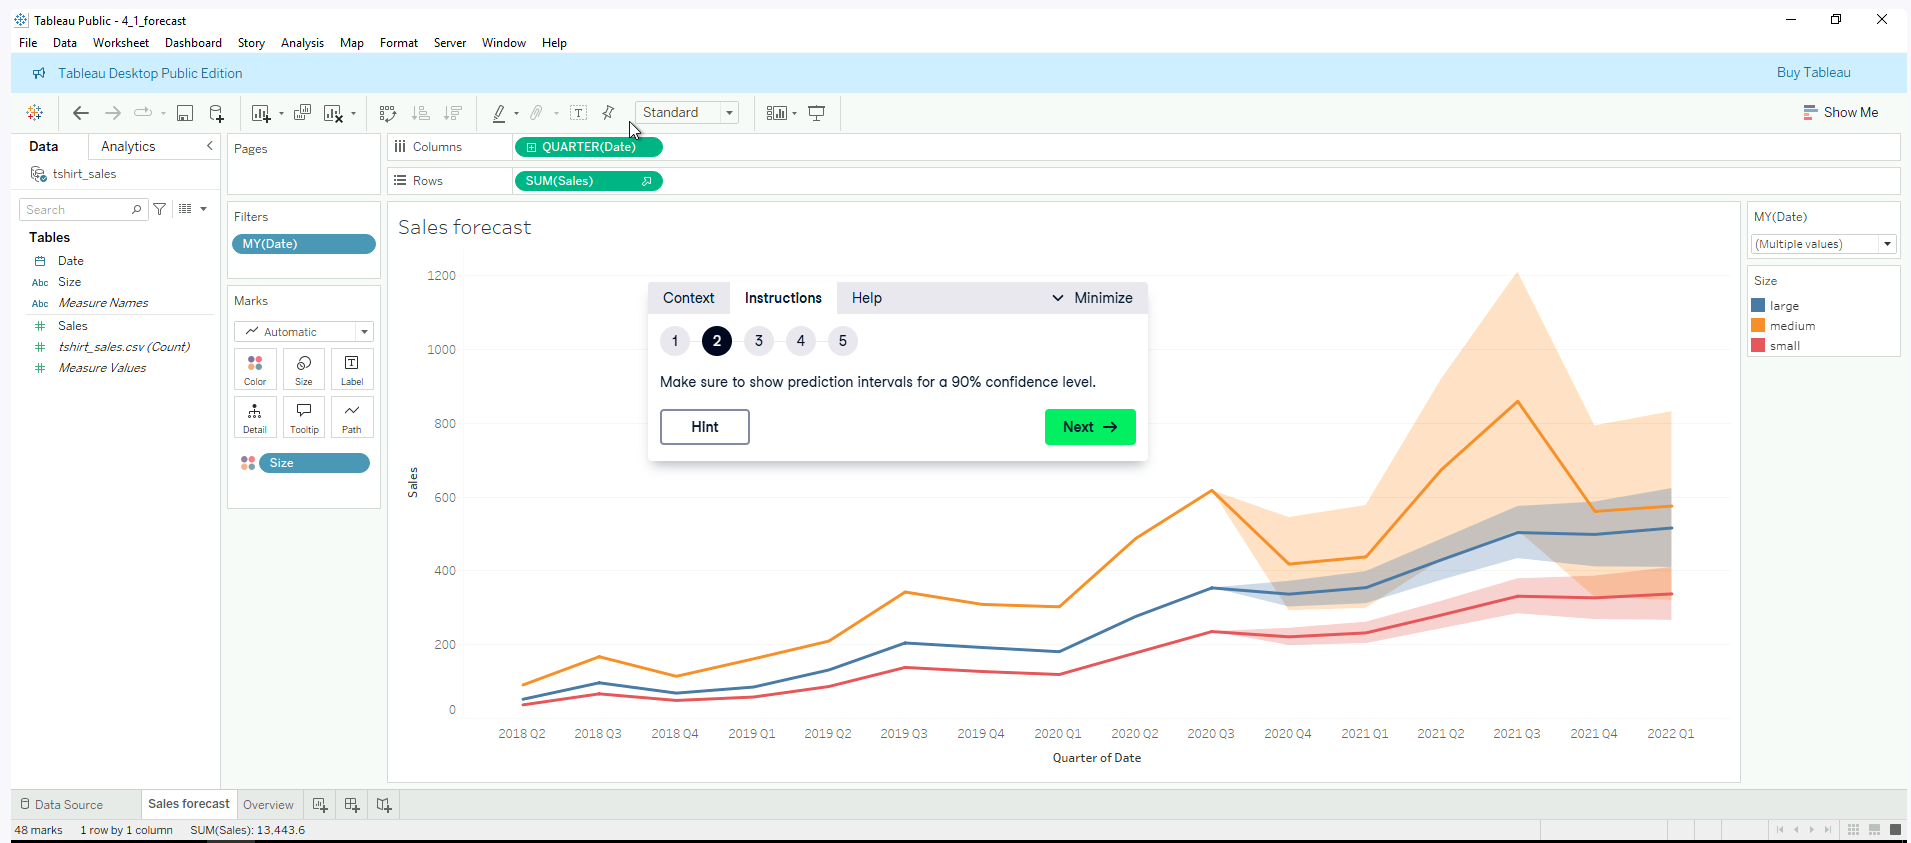 Tableau Public - 4_1_forecast
File Data Worksheet Dashboard Story Analysis Map Format Server Window Help
Tableau Desktop Public Edition
Buy Tableau
Standard
Show Me
Data
Analytics
tshirt_sales
Search
Tables
Date
Abc Size
Abc Measure Names
Sales
tshirt_sales.csv (Count)
Measure Values
Pages
Filters
MY(Date)
Marks
Automatic
Color Size Label
Detail Tooltip Path
Size
Columns QUARTER(Date)
Rows SUM(Sales)
Sales forecast
1200
1000
800
600
400
200
0
Sales
2018 Q2 2018 Q3 2018 Q4 2019 Q1 2019 Q2 2019 Q3 2019 Q4 2020 Q1 2020 Q2 2020 Q3 2020 Q4 2021 Q1 2021 Q2 2021 Q3 2021 Q4 2022 Q1
Quarter of Date
Context Instructions Help Minimize
1 2 3 4 5
Make sure to show prediction intervals for a 90% confidence level.
Hint
Next
MY(Date)
(Multiple values)
Size
large
medium
small
Data Source Sales forecast Overview
48 marks 1 row by 1 column SUM(Sales): 13,443.6